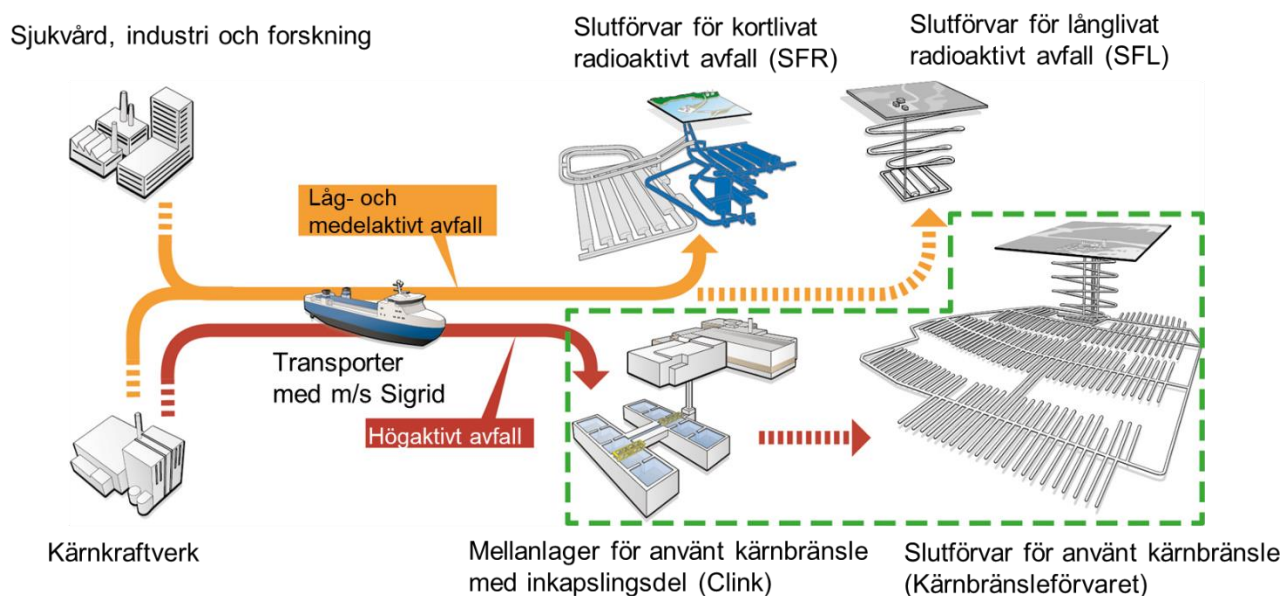 Sjukvård, industri och forskning
Slutförvar för kortlivat
radioaktivt avfall (SFR)
Slutförvar för långlivat
radioaktivt avfall (SFL)
Låg- och
medelaktivt avfall
Transporter
med m/s Sigrid
Högaktivt avfall
Kärnkraftverk
Mellanlager för använt kärnbränsle
med inkapslingsdel (Clink)
Slutförvar för använt kärnbränsle
(Kärnbränsleförvaret)